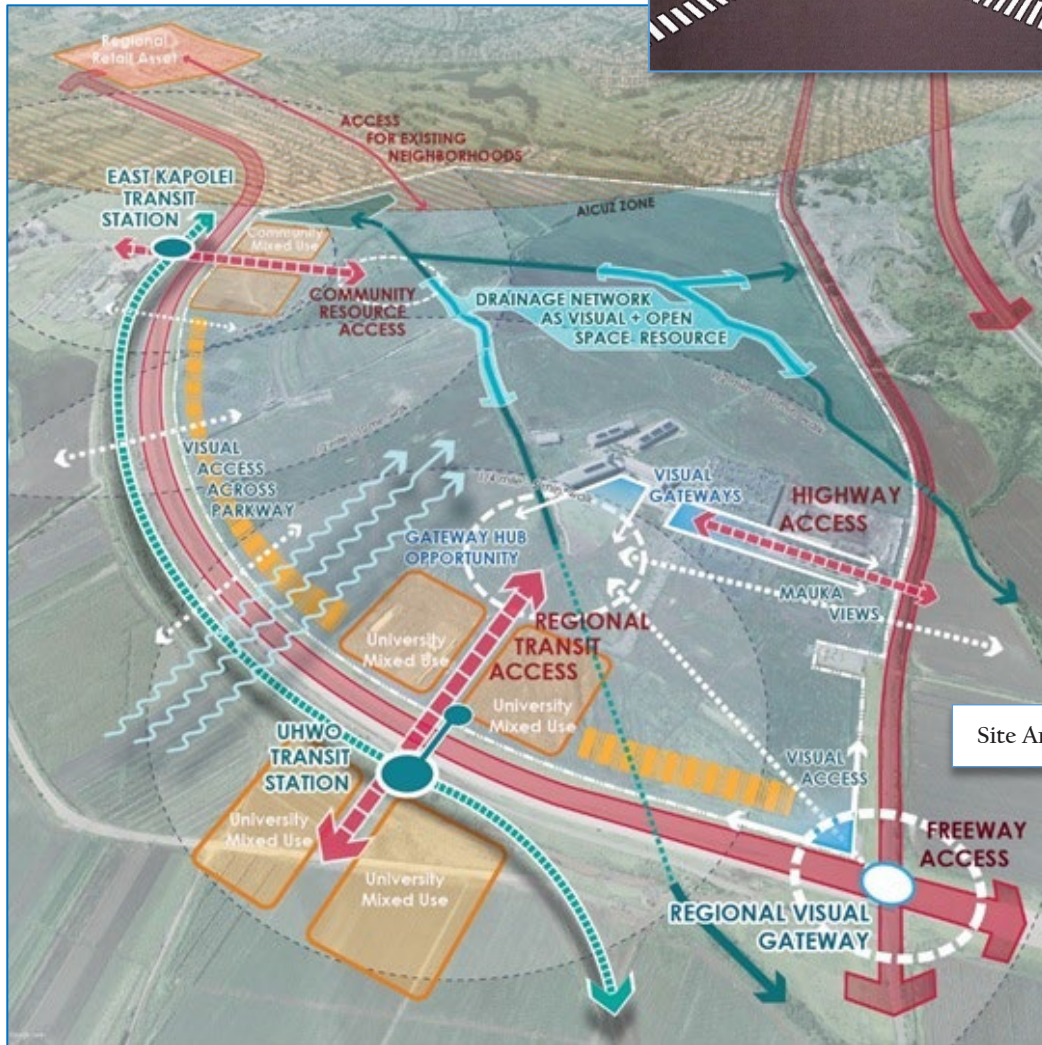 Regional
Retail Asset
ACCESS
FOR EXISTING
NEIGHBORHOODS
EAST KAPOLEI
TRANSIT
STATION
AICUZ ZONE
Community
Mixed Use
COMMUNITY
RESOURCE
ACCESS
DRAINAGE NETWORK
AS VISUAL + OPEN
SPACE RESOURCE
VISUAL
ACCESS
ACROSS
PARKWAY
VISUAL
GATEWAYS
HIGHWAY
ACCESS
GATEWAY HUB
OPPORTUNITY
MAUKA
VIEWS
REGIONAL
TRANSIT
ACCESS
University
Mixed Use
University
Mixed Use
UHWO
TRANSIT
STATION
Site
VISUAL
ACCESS
University
Mixed Use
FREEWAY
ACCESS
University
Mixed Use
REGIONAL VISUAL
GATEWAY